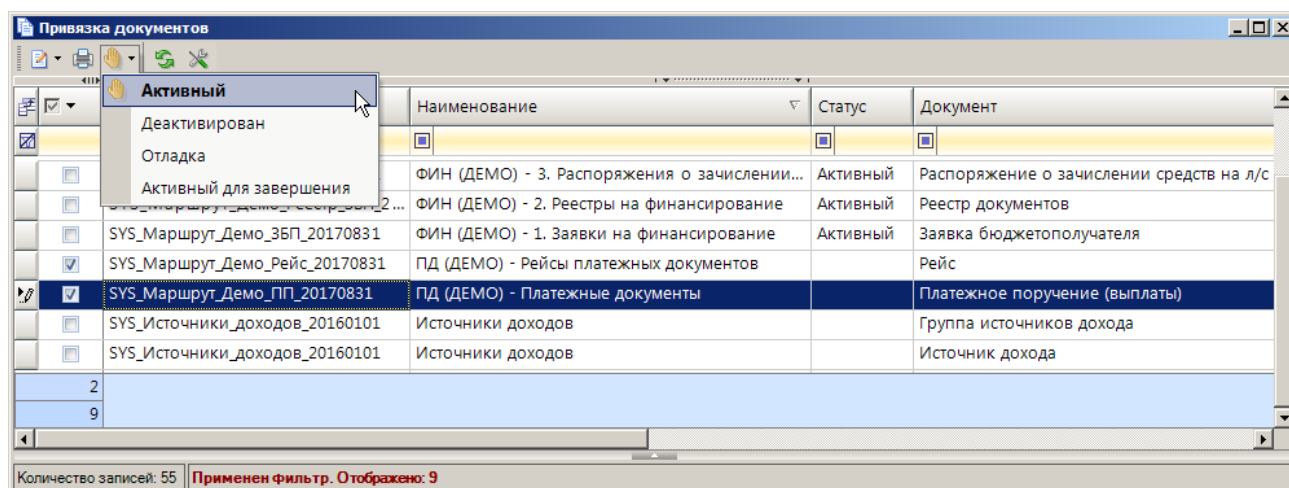 Привязка документов
Активный
Деактивирован
Отладка
Активный для завершения
Наименование Статус Документ
ФИН (ДЕМО) - 3. Распоряжения о зачислении... Активный Распоряжение о зачислении средств на л/с
ФИН (ДЕМО) - 2. Реестры на финансирование Активный Реестр документов
SYS_Маршрут_Демо_ЗБП_20170831 ФИН (ДЕМО) - 1. Заявки на финансирование Активный Заявка бюджетополучателя
SYS_Маршрут_Демо_Рейс_20170831 ПД (ДЕМО) - Рейсы платежных документов Рейс
SYS_Маршрут_Демо_ПП_20170831 ПД (ДЕМО) - Платежные документы Платежное поручение (выплаты)
SYS_Источники_доходов_20160101 Источники доходов Группа источников дохода
SYS_Источники_доходов_20160101 Источники доходов Источник дохода
2
9
Количество записей: 55 Применен фильтр. Отображено: 9